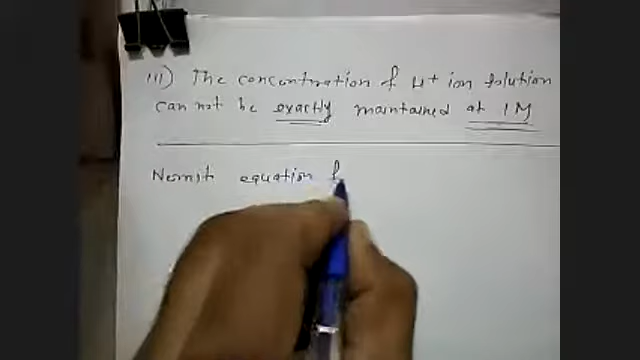 III) The concentration of H+ ion solution
can not be exactly maintained at 1M
Nernst equation f